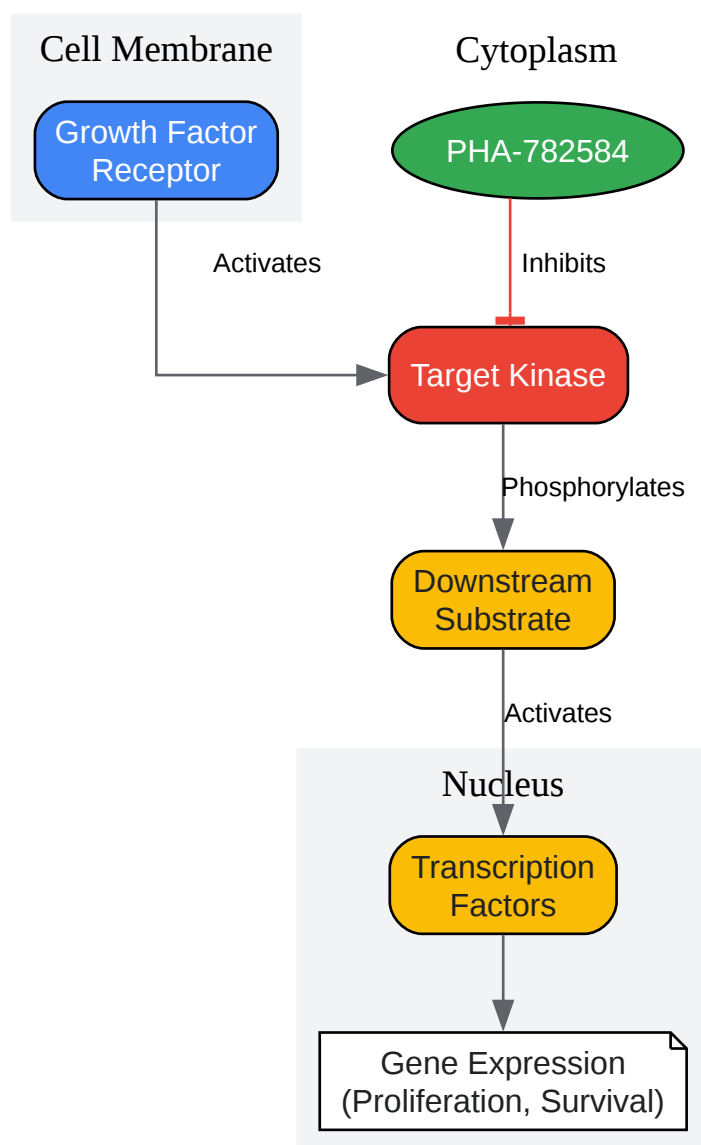 Cell Membrane
Cytoplasm
Growth Factor
Receptor
PHA-782584
Activates
Inhibits
Target Kinase
Phosphorylates
Downstream
Substrate
Activates
Nucleus
Transcription
Factors
Gene Expression
(Proliferation, Survival)